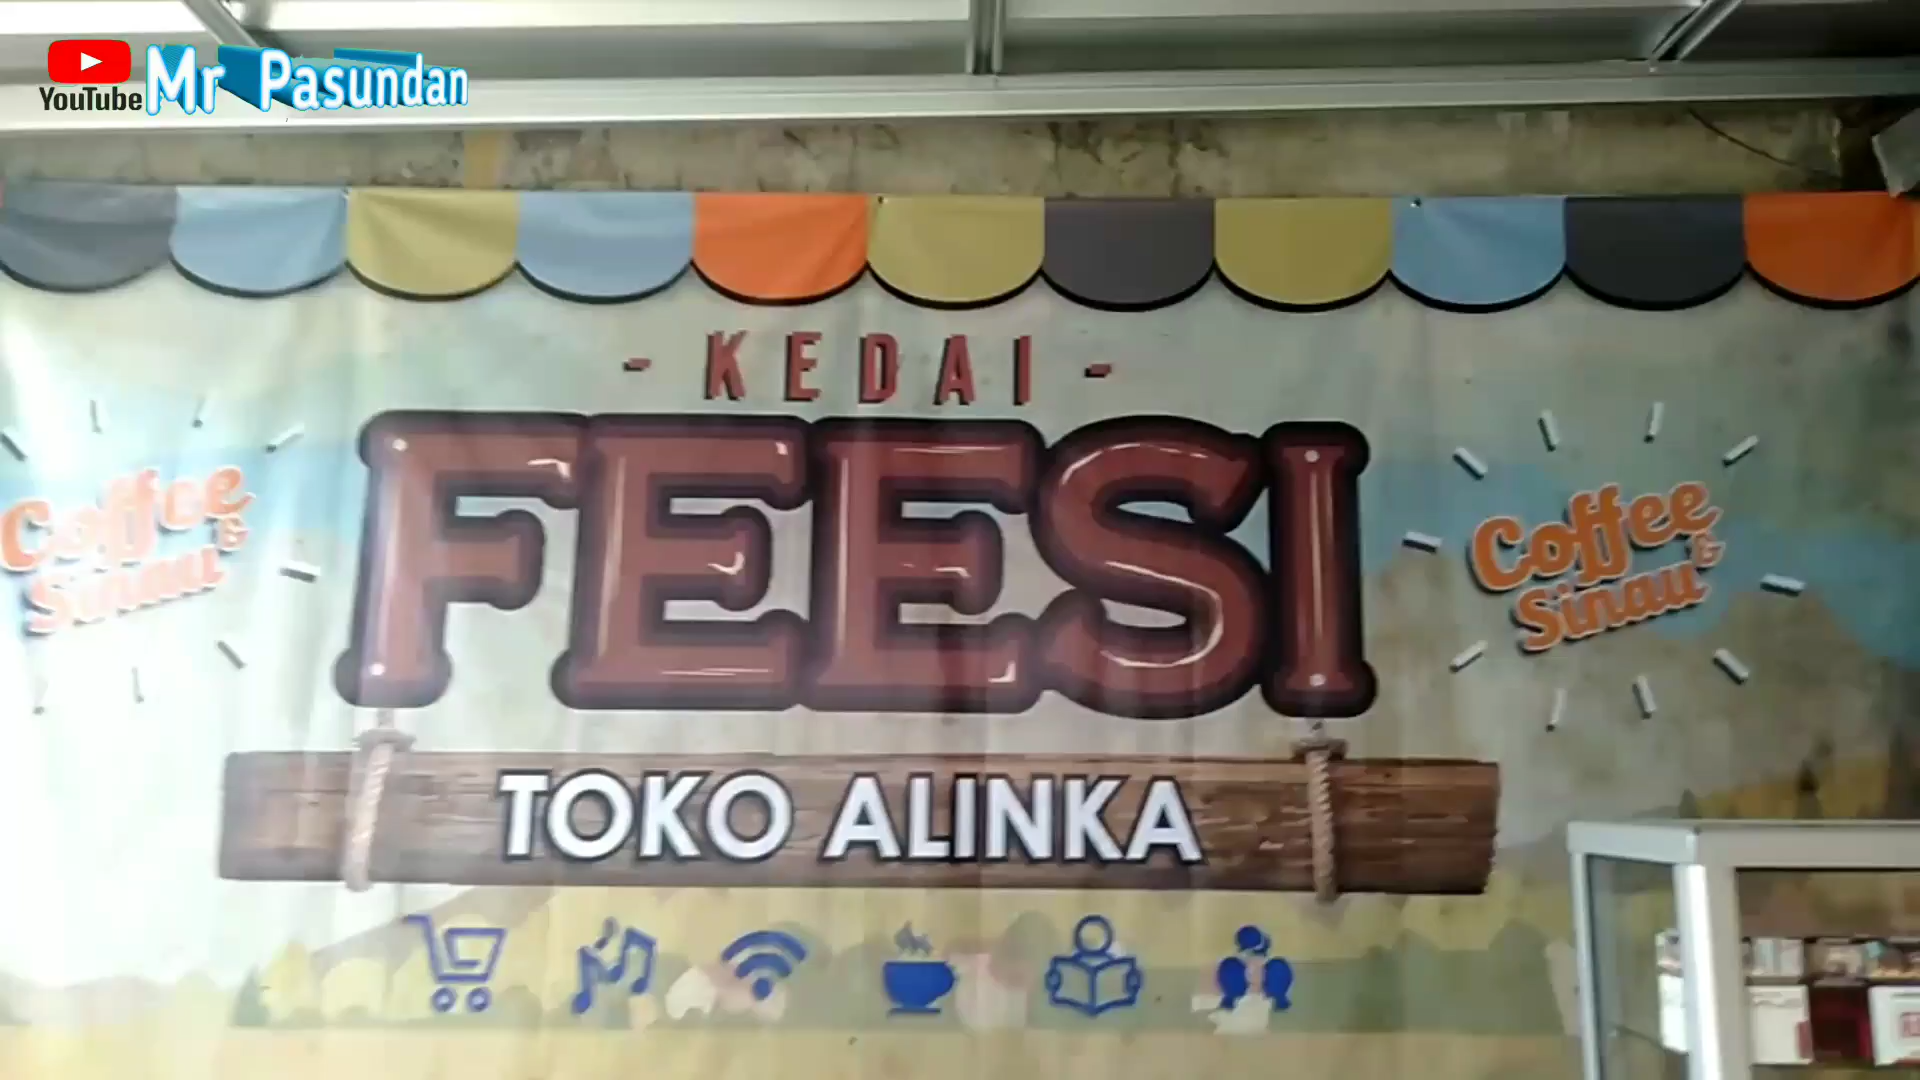 YouTube Mr Pasundan
- KEDAI -
FEESI
Coffee
&
Sinau
Coffee
&
Sinau
TOKO ALINKA